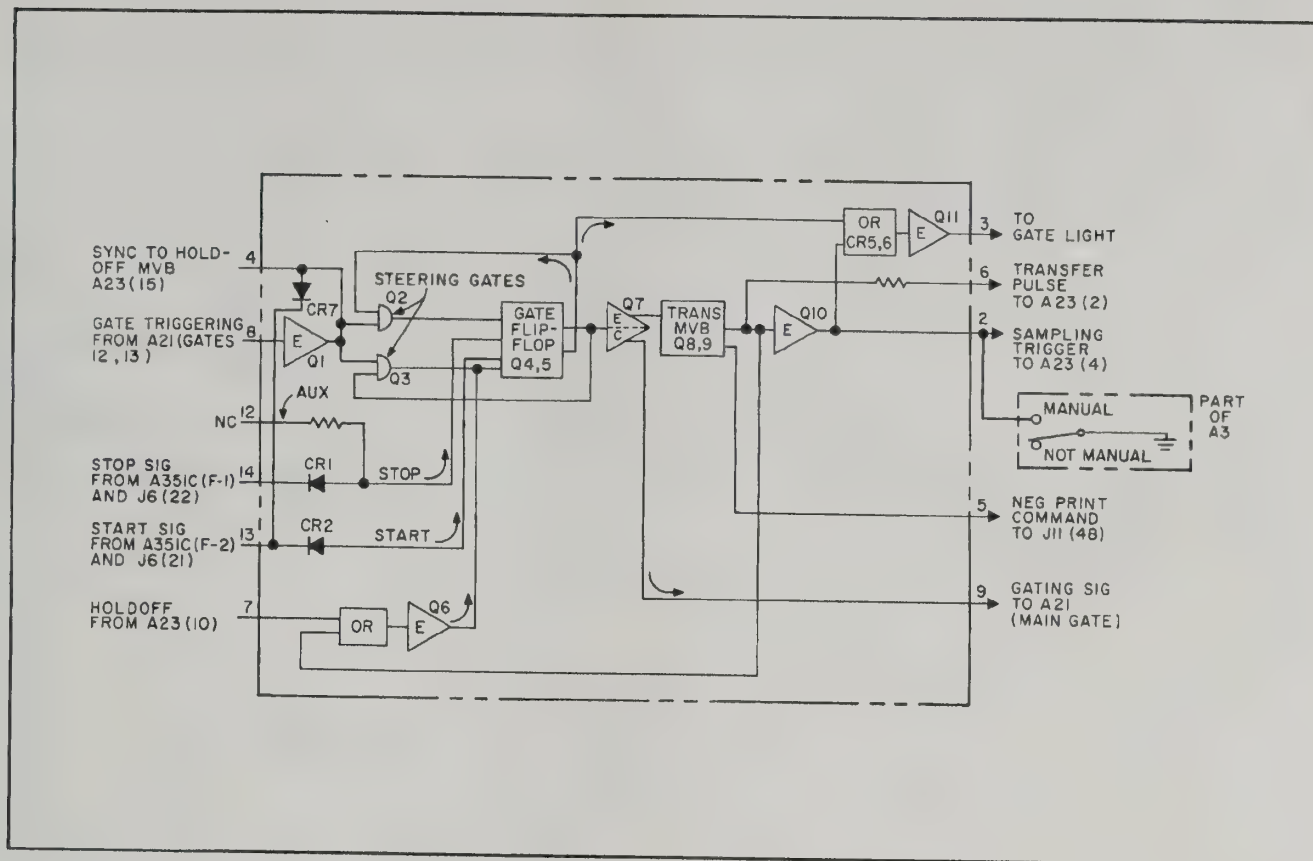 SYNC TO HOLD-
OFF MVB
A23(15)
4
CR7
GATE TRIGGERING
FROM A21(GATES
12,13)
8
E
Q1
STEERING GATES
Q2
Q3
NC
12
AUX
STOP SIG
FROM A351C(F-1)
AND J6(22)
14
CR1
STOP
START SIG
FROM A351C(F-2)
AND J6(21)
13
CR2
START
HOLDOFF
FROM A23(10)
7
OR
E
Q6
GATE
FLIP-
FLOP
Q4,5
Q7
E
C
TRANS
MVB
Q8,9
Q10
E
OR
CR5,6
Q11
E
3
TO
GATE LIGHT
6
TRANSFER
PULSE
TO A23(2)
2
SAMPLING
TRIGGER
TO A23(4)
MANUAL
NOT MANUAL
PART
OF
A3
5
NEG PRINT
COMMAND
TO J11(48)
9
GATING SIG
TO A21
(MAIN GATE)